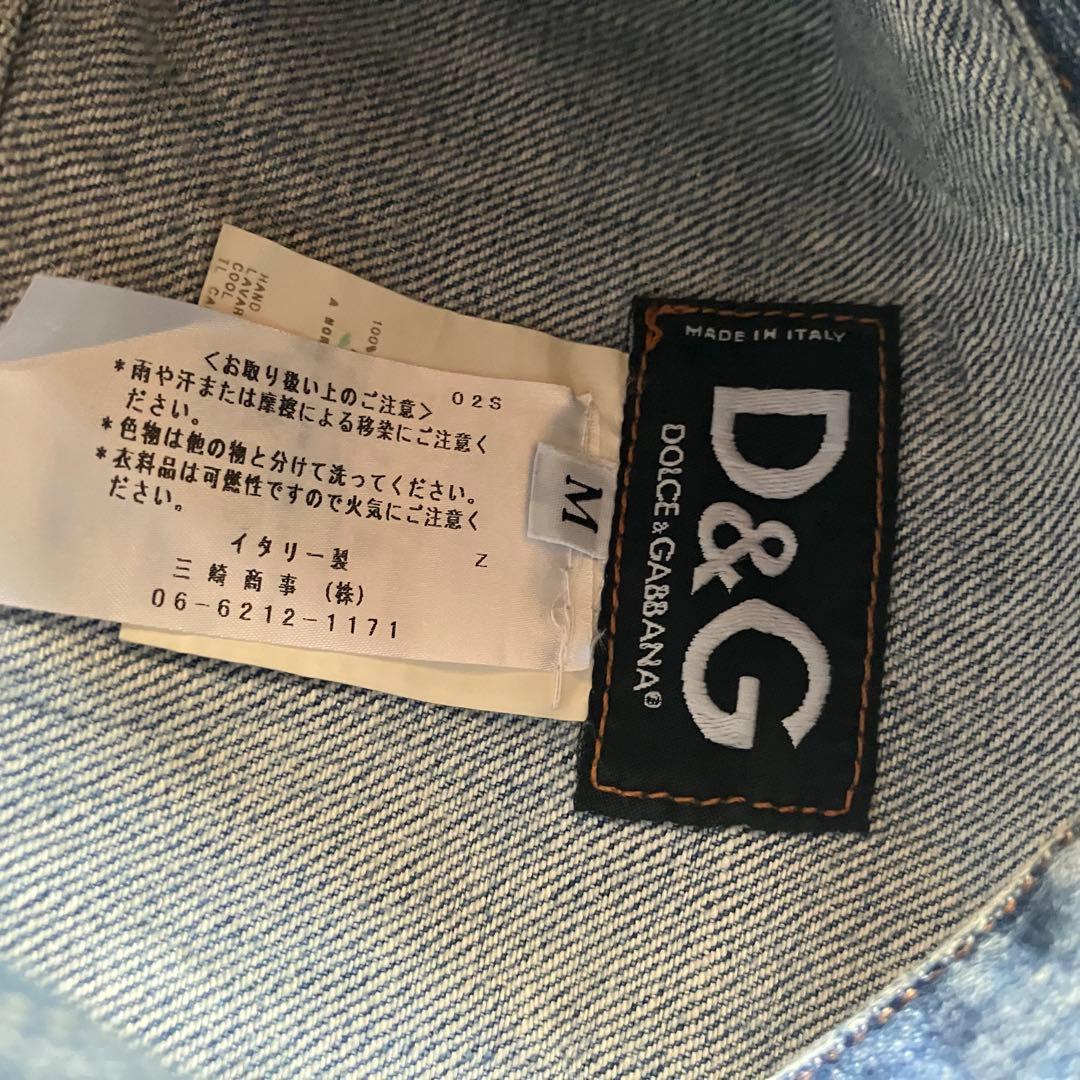 <お取り扱い上のご注意> 02S
*雨や汗または摩擦による移染にご注意く
ださい。
*色物は他の物と分けて洗ってください。
*衣料品は可燃性ですので火気にご注意く
ださい。
イタリー製 Z
三崎商事 (株)
06-6212-1171
M
MADE IN ITALY
D&G
DOLCE&GABBANA
HAND
LAVAR
COOL
100%
A